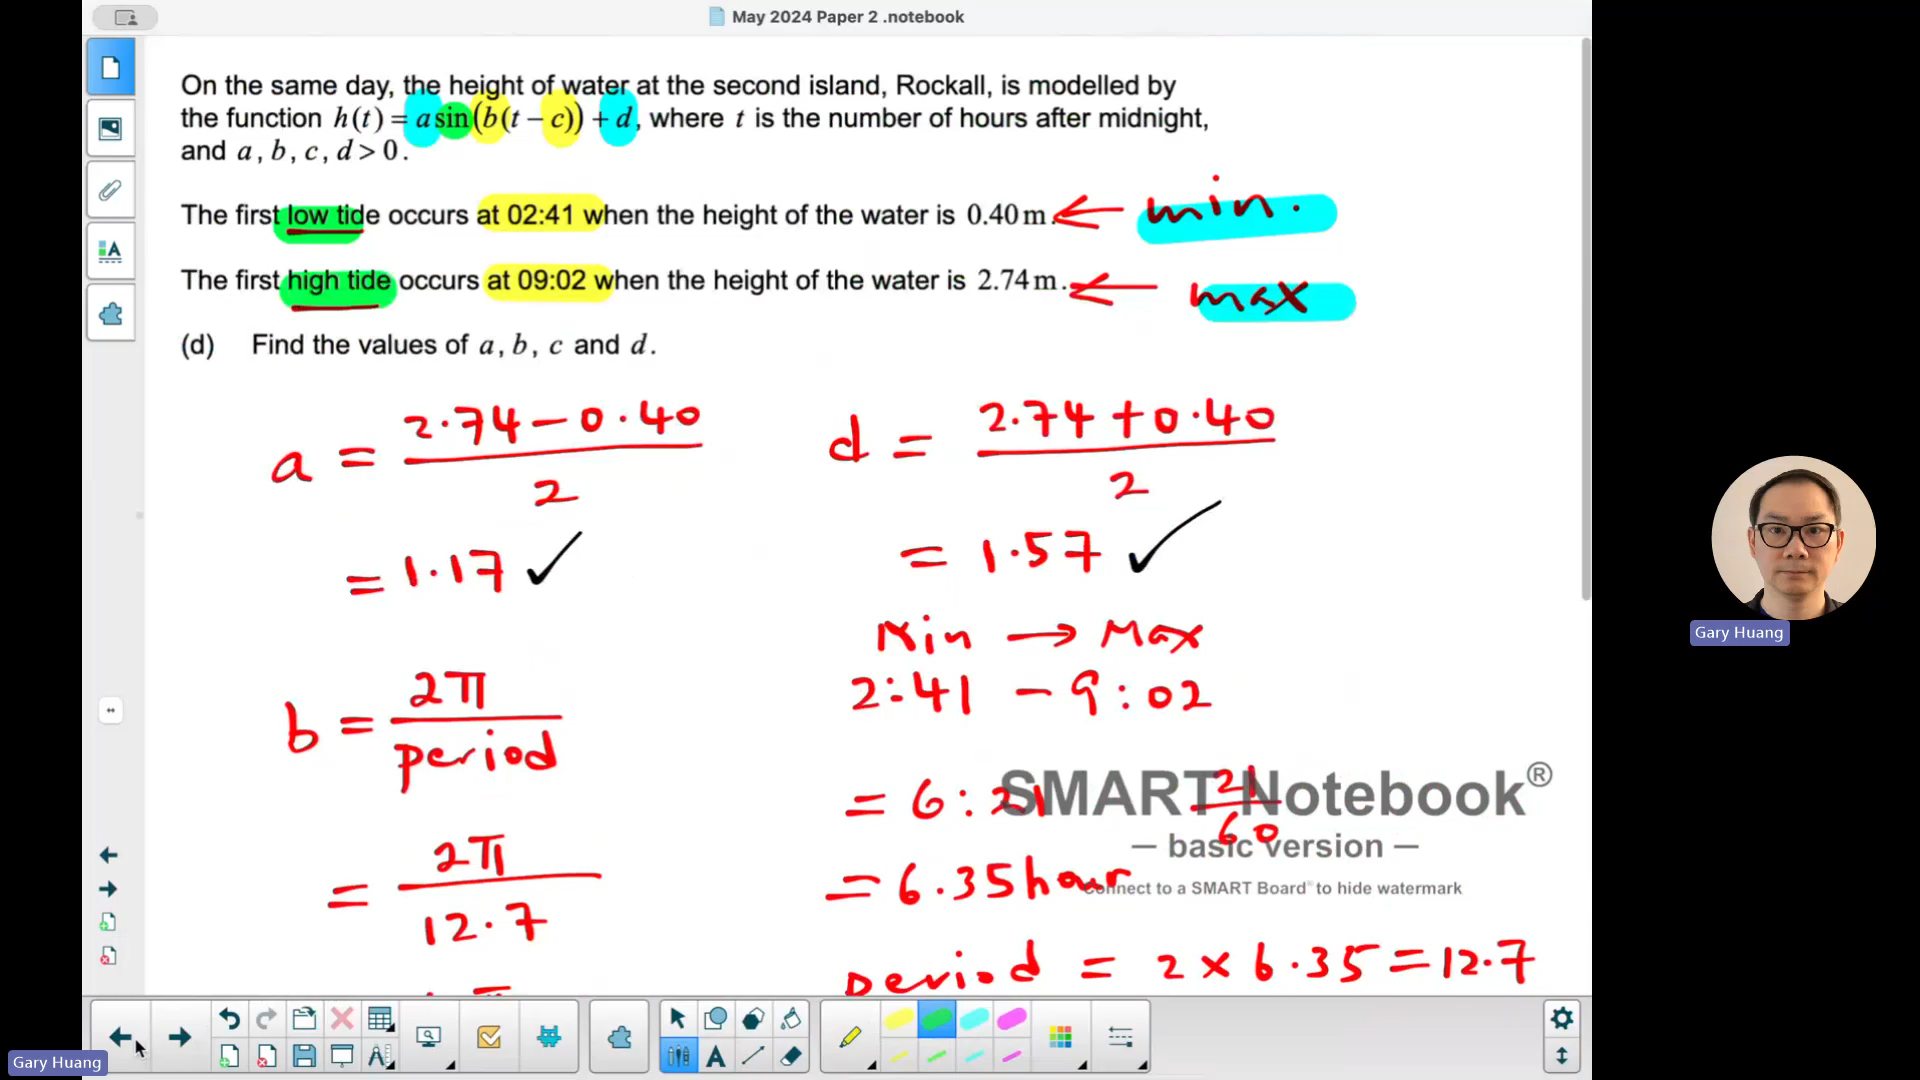 May 2024 Paper 2 .notebook
On the same day, the height of water at the second island, Rockall, is modelled by
the function h(t) = a sin(b(t − c)) + d, where t is the number of hours after midnight,
and a, b, c, d > 0.
The first low tide occurs at 02:41 when the height of the water is 0.40 m.
min.
The first high tide occurs at 09:02 when the height of the water is 2.74 m.
max
(d) Find the values of a, b, c and d.
a = 2.74 − 0.40 / 2
= 1.17 ✓
d = 2.74 + 0.40 / 2
= 1.57 ✓
Min → Max
2:41 − 9:02
b = 2π / period
= 6:21
21 / 60
= 2π / 12.7
= 6.35 hour
period = 2 × 6.35 = 12.7
SMART Notebook®
— basic version —
Connect to a SMART Board® to hide watermark
Gary Huang
Gary Huang